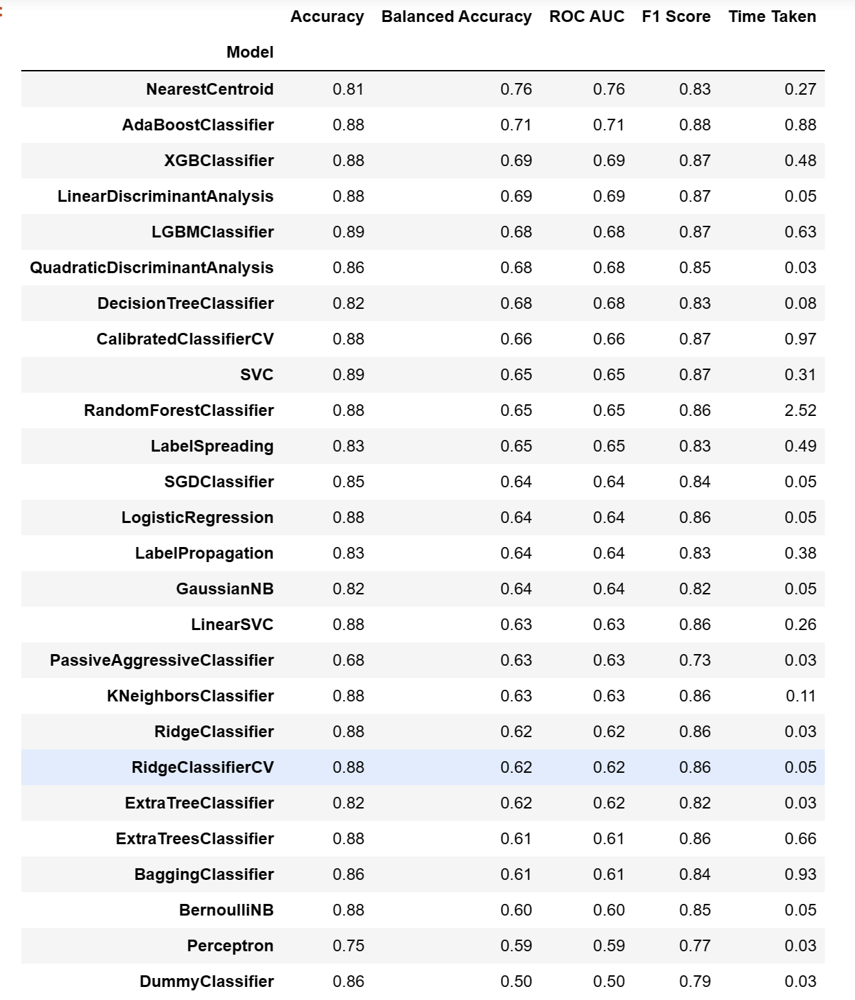 Accuracy Balanced Accuracy ROC AUC F1 Score Time Taken
Model
NearestCentroid 0.81 0.76 0.76 0.83 0.27
AdaBoostClassifier 0.88 0.71 0.71 0.88 0.88
XGBClassifier 0.88 0.69 0.69 0.87 0.48
LinearDiscriminantAnalysis 0.88 0.69 0.69 0.87 0.05
LGBMClassifier 0.89 0.68 0.68 0.87 0.63
QuadraticDiscriminantAnalysis 0.86 0.68 0.68 0.85 0.03
DecisionTreeClassifier 0.82 0.68 0.68 0.83 0.08
CalibratedClassifierCV 0.88 0.66 0.66 0.87 0.97
SVC 0.89 0.65 0.65 0.87 0.31
RandomForestClassifier 0.88 0.65 0.65 0.86 2.52
LabelSpreading 0.83 0.65 0.65 0.83 0.49
SGDClassifier 0.85 0.64 0.64 0.84 0.05
LogisticRegression 0.88 0.64 0.64 0.86 0.05
LabelPropagation 0.83 0.64 0.64 0.83 0.38
GaussianNB 0.82 0.64 0.64 0.82 0.05
LinearSVC 0.88 0.63 0.63 0.86 0.26
PassiveAggressiveClassifier 0.68 0.63 0.63 0.73 0.03
KNeighborsClassifier 0.88 0.63 0.63 0.86 0.11
RidgeClassifier 0.88 0.62 0.62 0.86 0.03
RidgeClassifierCV 0.88 0.62 0.62 0.86 0.05
ExtraTreeClassifier 0.82 0.62 0.62 0.82 0.03
ExtraTreesClassifier 0.88 0.61 0.61 0.86 0.66
BaggingClassifier 0.86 0.61 0.61 0.84 0.93
BernoulliNB 0.88 0.60 0.60 0.85 0.05
Perceptron 0.75 0.59 0.59 0.77 0.03
DummyClassifier 0.86 0.50 0.50 0.79 0.03